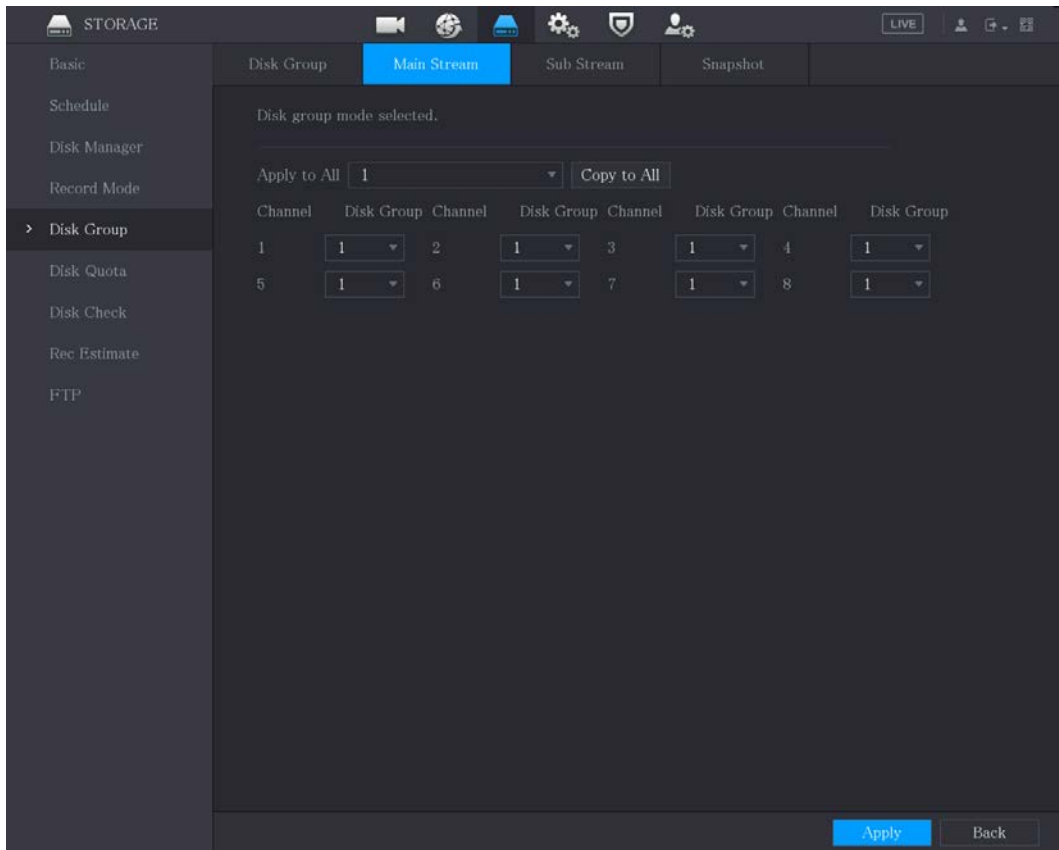 STORAGE
LIVE
Basic
Schedule
Disk Manager
Record Mode
Disk Group
Disk Quota
Disk Check
Rec Estimate
FTP
Disk Group Main Stream Sub Stream Snapshot
Disk group mode selected.
Apply to All 1 Copy to All
Channel Disk Group Channel Disk Group Channel Disk Group Channel Disk Group
1 1 2 1 3 1 4 1
5 1 6 1 7 1 8 1
Apply Back